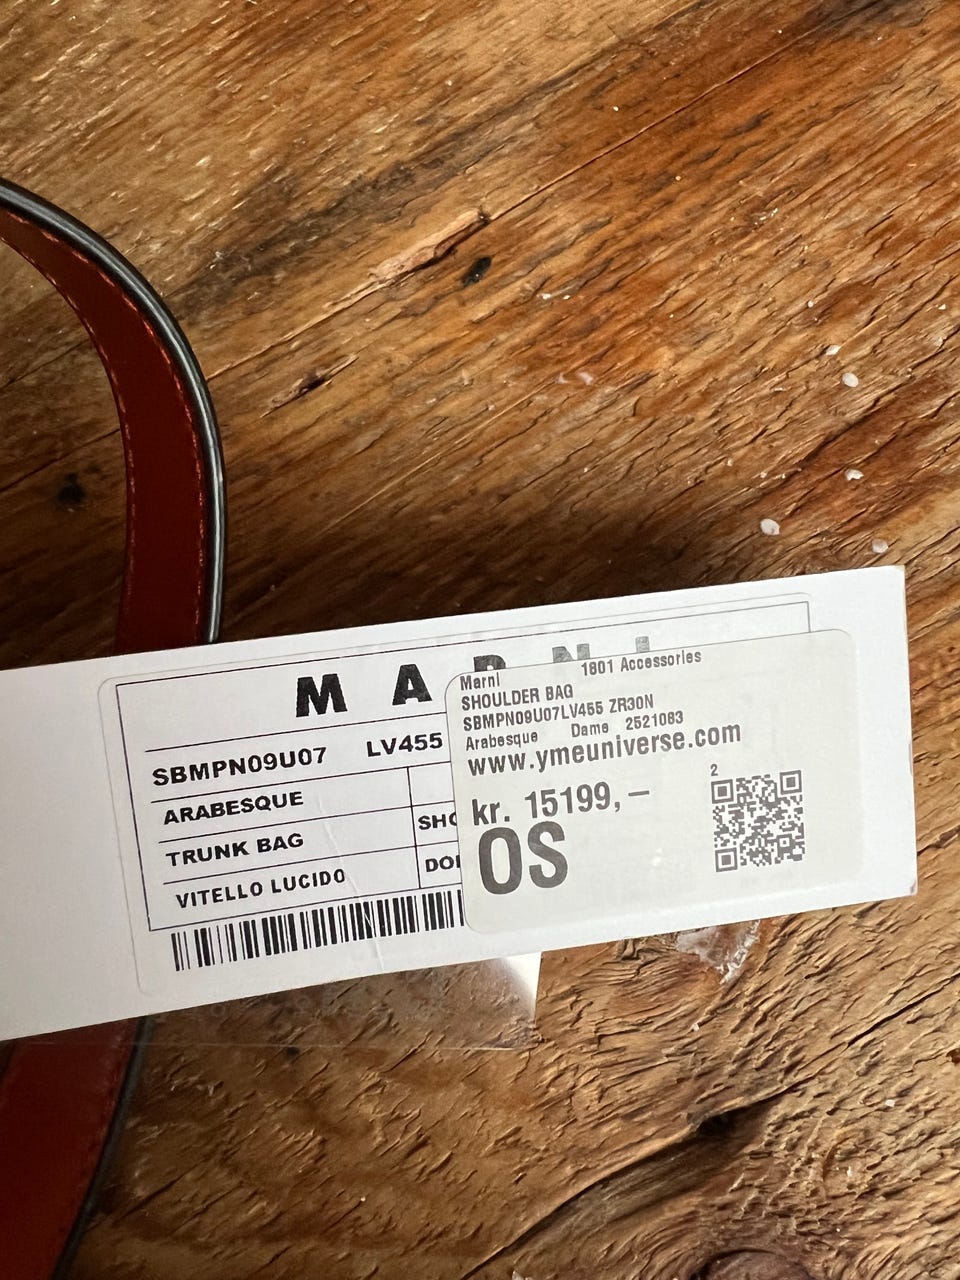 M A R N I
SBMPN09U07 LV455
ARABESQUE
TRUNK BAG
VITELLO LUCIDO
Marni 1801 Accessories
SHOULDER BAG
SBMPN09U07LV455 ZR30N
Arabesque Dame 2521063
www.ymeuniverse.com
kr. 15199,–
OS
2